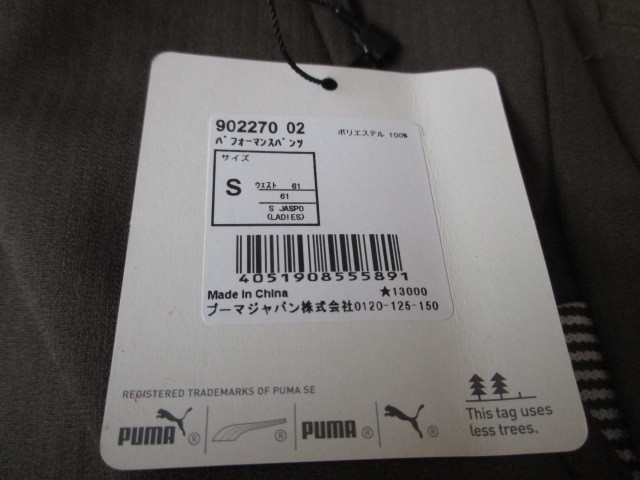 902270 02
ﾊﾟﾌｫｰﾏﾝｽﾊﾟﾝﾂ
ポリエステル 100%
サイズ
S
ウェスト 61
61
S JASPO
(LADIES)
4051908555891
Made in China
★13000
プーマジャパン株式会社0120-125-150
REGISTERED TRADEMARKS OF PUMA SE
PUMA ® ® PUMA ® ®
This tag uses
less trees.